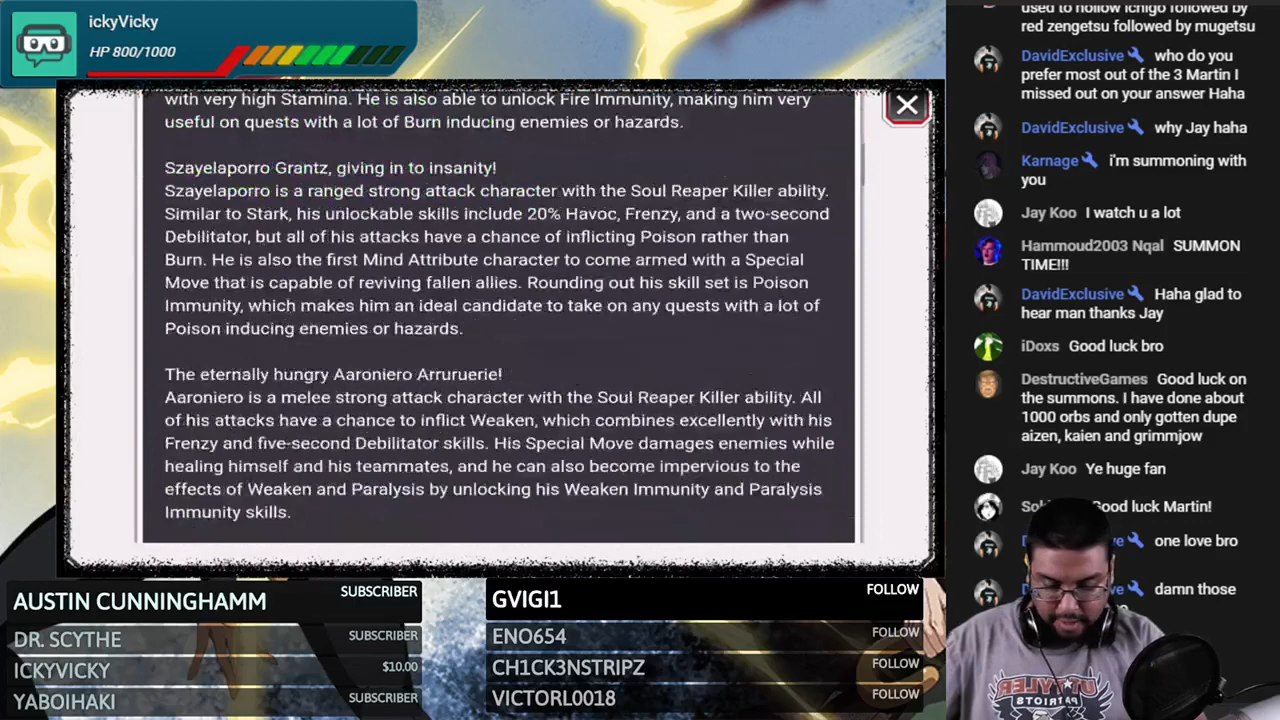 ickyVicky
HP 800/1000
with very high Stamina. He is also able to unlock Fire Immunity, making him very
useful on quests with a lot of Burn inducing enemies or hazards.
Szayelaporro Grantz, giving in to insanity!
Szayelaporro is a ranged strong attack character with the Soul Reaper Killer ability.
Similar to Stark, his unlockable skills include 20% Havoc, Frenzy, and a two-second
Debilitator, but all of his attacks have a chance of inflicting Poison rather than
Burn. He is also the first Mind Attribute character to come armed with a Special
Move that is capable of reviving fallen allies. Rounding out his skill set is Poison
Immunity, which makes him an ideal candidate to take on any quests with a lot of
Poison inducing enemies or hazards.
The eternally hungry Aaroniero Arruruerie!
Aaroniero is a melee strong attack character with the Soul Reaper Killer ability. All
of his attacks have a chance to inflict Weaken, which combines excellently with his
Frenzy and five-second Debilitator skills. His Special Move damages enemies while
healing himself and his teammates, and he can also become impervious to the
effects of Weaken and Paralysis by unlocking his Weaken Immunity and Paralysis
Immunity skills.
AUSTIN CUNNINGHAMM SUBSCRIBER
DR. SCYTHE SUBSCRIBER
ICKYVICKY $10.00
YABOIHAKI SUBSCRIBER
GVIGI1 FOLLOW
ENO654 FOLLOW
CH1CK3NSTRIPZ FOLLOW
VICTORL0018 FOLLOW
used to hollow ichigo followed by
red zengetsu followed by mugetsu
DavidExclusive who do you
prefer most out of the 3 Martin I
missed out on your answer Haha
DavidExclusive why Jay haha
Karnage i'm summoning with
you
Jay Koo I watch u a lot
Hammoud2003 Nqal SUMMON
TIME!!!
DavidExclusive Haha glad to
hear man thanks Jay
iDoxs Good luck bro
DestructiveGames Good luck on
the summons. I have done about
1000 orbs and only gotten dupe
aizen, kaien and grimmjow
Jay Koo Ye huge fan
Good luck Martin!
one love bro
damn those
TYLER
PATRIOTS